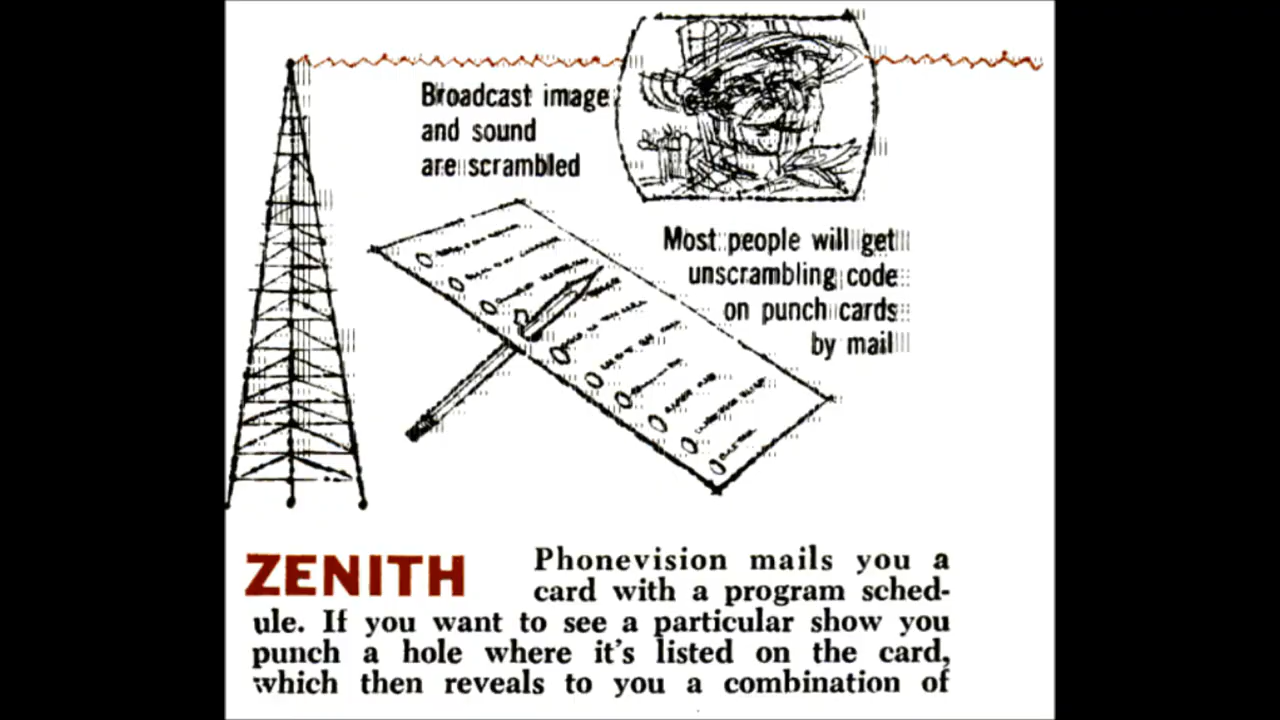 Broadcast image
and sound
are scrambled
Most people will get
unscrambling code
on punch cards
by mail
ZENITH Phonevision mails you a
card with a program sched-
ule. If you want to see a particular show you
punch a hole where it's listed on the card,
which then reveals to you a combination of